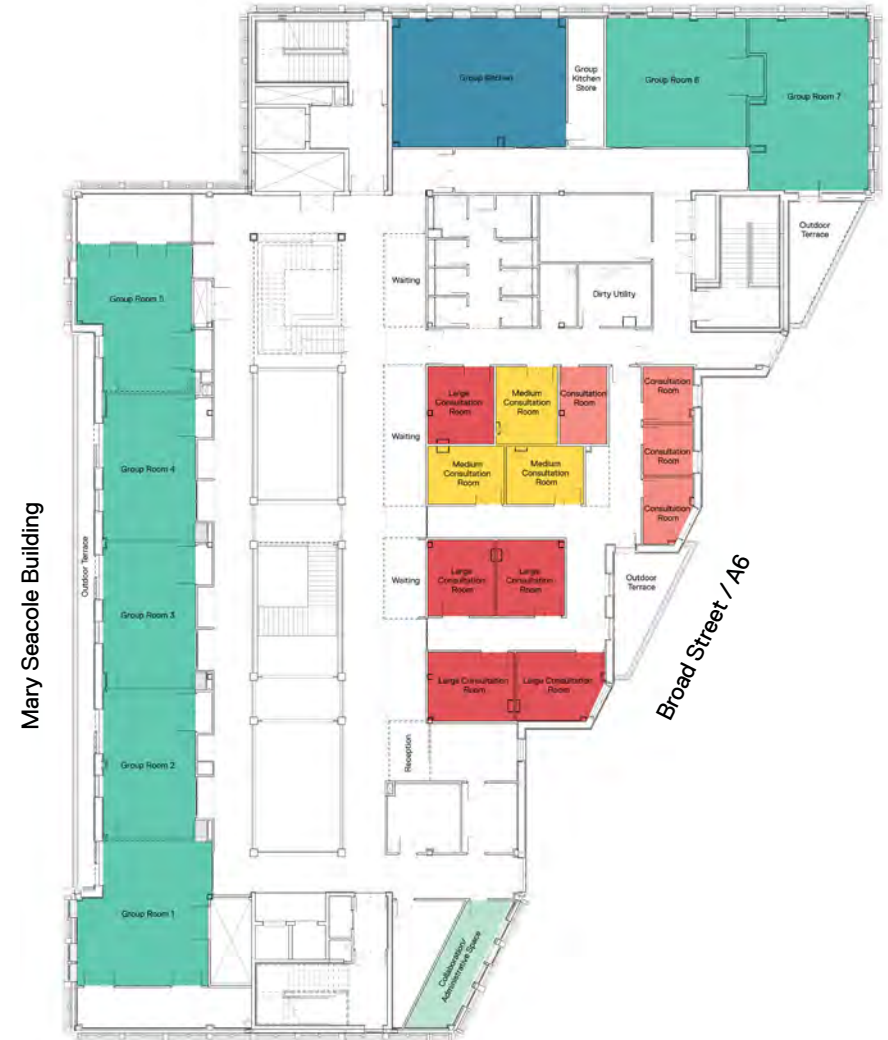 Group Kitchen
Group
Kitchen
Store
Group Room 6
Group Room 7
Outdoor
Terrace
Waiting
Dirty Utility
Group Room 5
Large
Consultation
Room
Medium
Consultation
Room
Consultation
Room
Consultation
Room
Waiting
Consultation
Room
Group Room 4
Medium
Consultation
Room
Medium
Consultation
Room
Consultation
Room
Mary Seacole Building
Outdoor Terrace
Waiting
Large
Consultation
Room
Large
Consultation
Room
Outdoor
Terrace
Broad Street / A6
Group Room 3
Large Consultation
Room
Large Consultation
Room
Reception
Group Room 2
Group Room 1
Collaboration/
Administrative Space